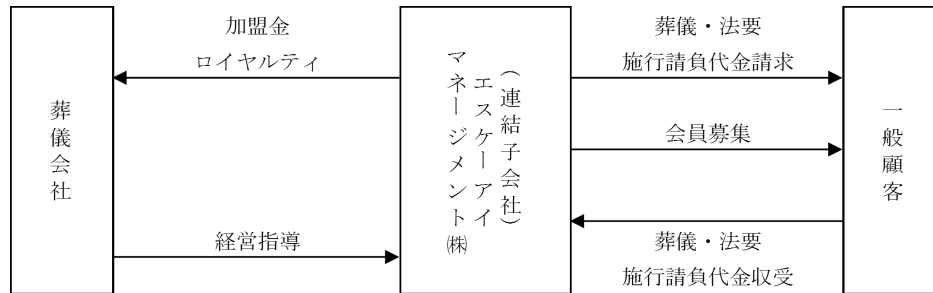 葬儀会社
加盟金
ロイヤルティ
経営指導
(連結子会社)
エスケーアイ
マネージメント㈱
葬儀・法要
施行請負代金請求
会員募集
葬儀・法要
施行請負代金収受
一般顧客